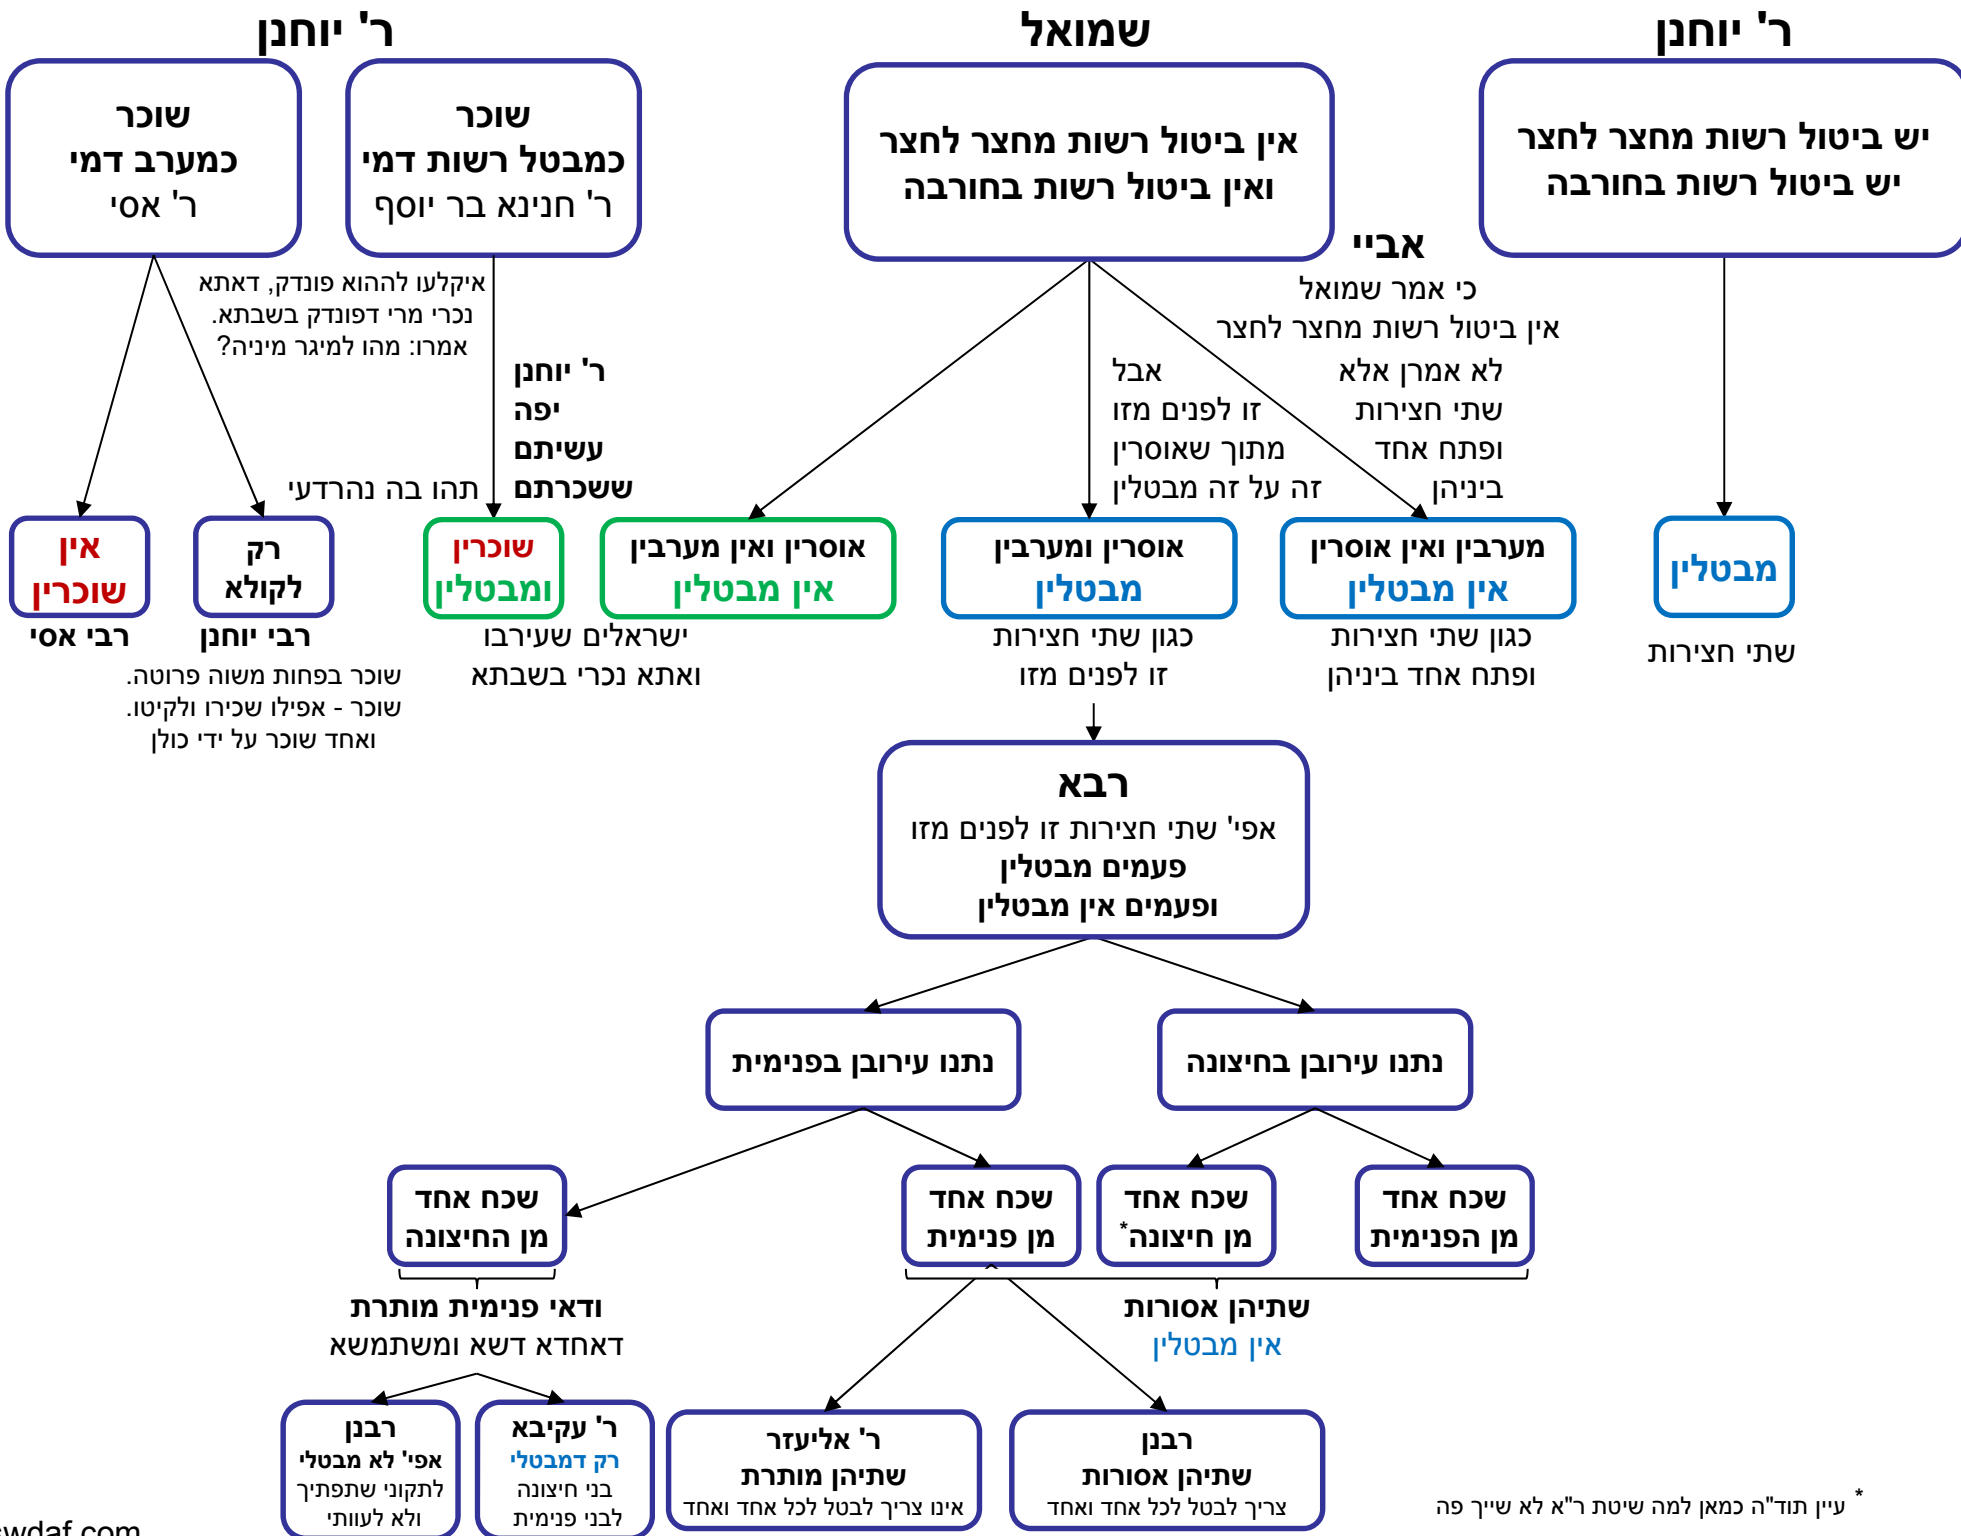 ר' יוחנן
יש ביטול רשות מחצר לחצר
יש ביטול רשות בחורבה
מבטלין
שתי חצירות
שמואל
אין ביטול רשות מחצר לחצר
ואין ביטול רשות בחורבה
אביי
כי אמר שמואל
אין ביטול רשות מחצר לחצר
לא אמרן אלא
שתי חצירות
ופתח אחד
ביניהן
מערבין ואין אוסרין
אין מבטלין
כגון שתי חצירות
ופתח אחד ביניהן
אבל
זו לפנים מזו
מתוך שאוסרין
זה על זה מבטלין
אוסרין ומערבין
מבטלין
כגון שתי חצירות
זו לפנים מזו
אוסרין ואין מערבין
אין מבטלין
ישראלים שעירבו
ואתא נכרי בשבתא
ר' יוחנן
שוכר
כמבטל רשות דמי
ר' חנינא בר יוסף
איקלעו לההוא פונדק, דאתא
נכרי מרי דפונדק בשבתא.
אמרו: מהו למיגר מיניה?
ר' יוחנן
יפה
עשיתם
ששכרתם
תהו בה נהרדעי
שוכרין
ומבטלין
שוכר
כמערב דמי
ר' אסי
רק
לקולא
רבי יוחנן
שוכר בפחות משוה פרוטה.
שוכר - אפילו שכירו ולקיטו.
ואחד שוכר על ידי כולן
אין
שוכרין
רבי אסי
רבא
אפי' שתי חצירות זו לפנים מזו
פעמים מבטלין
ופעמים אין מבטלין
נתנו עירובן בחיצונה
נתנו עירובן בפנימית
שכח אחד
מן הפנימית
שכח אחד
מן חיצונה*
שכח אחד
מן פנימית
שכח אחד
מן החיצונה
שתיהן אסורות
אין מבטלין
ודאי פנימית מותרת
דאחדא דשא ומשתמשא
רבנן
שתיהן אסורות
צריך לבטל לכל אחד ואחד
ר' אליעזר
שתיהן מותרת
אינו צריך לבטל לכל אחד ואחד
ר' עקיבא
רק דמבטלי
בני חיצונה
לבני פנימית
רבנן
אפי' לא מבטלי
לתקוני שתפתיך
ולא לעוותי
* עיין תוד"ה כמאן למה שיטת ר"א לא שייך פה